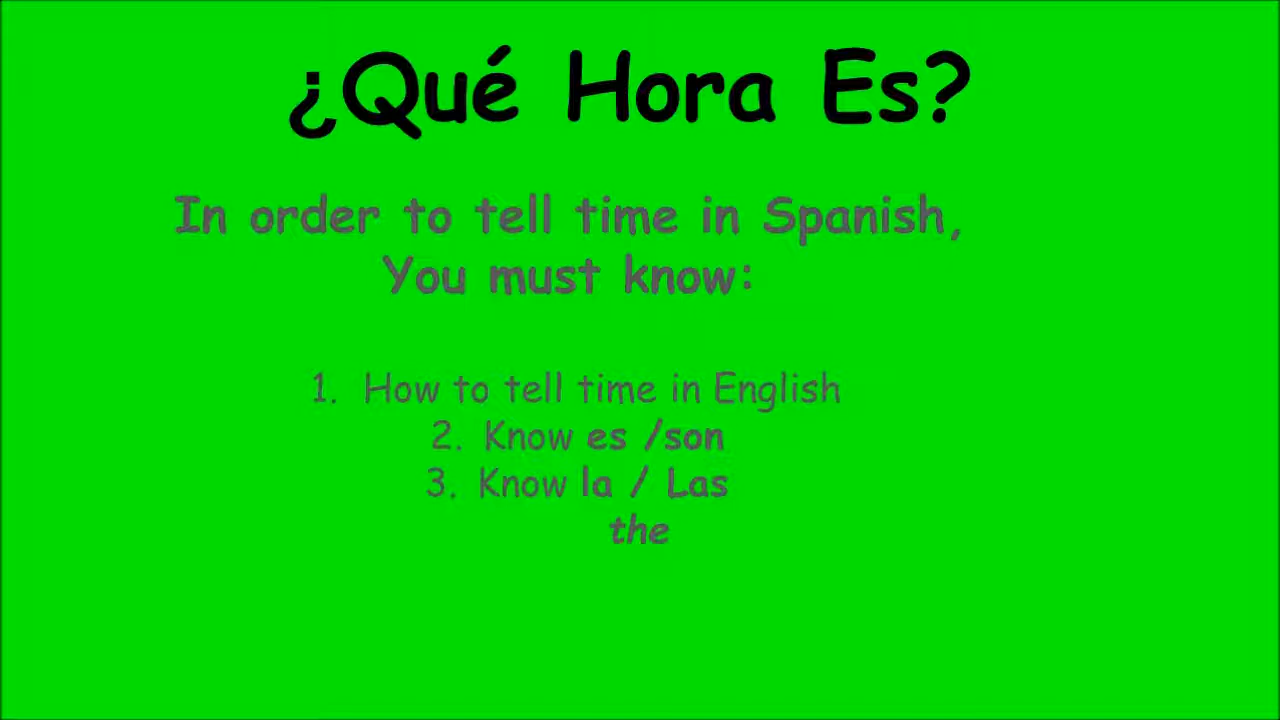 ¿Qué Hora Es?
In order to tell time in Spanish,
You must know:
1. How to tell time in English
2. Know es /son
3. Know la / Las
the